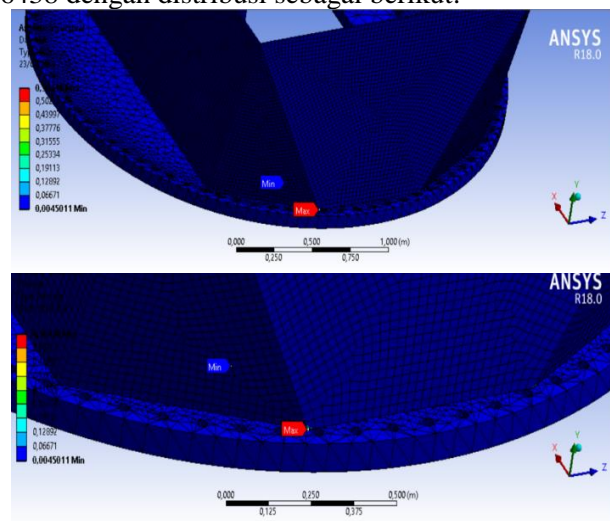 dengan distribusi sebagai berikut.
ANSYS
R18.0
0,43997
0,37776
0,31555
0,25334
0,19113
0,12892
0,06671
0,0045011 Min
Min
Max
0,000 0,500 1,000 (m)
0,250 0,750
X Y Z
ANSYS
R18.0
0,12892
0,06671
0,0045011 Min
Min
Max
0,000 0,250 0,500 (m)
0,125 0,375
X Y Z